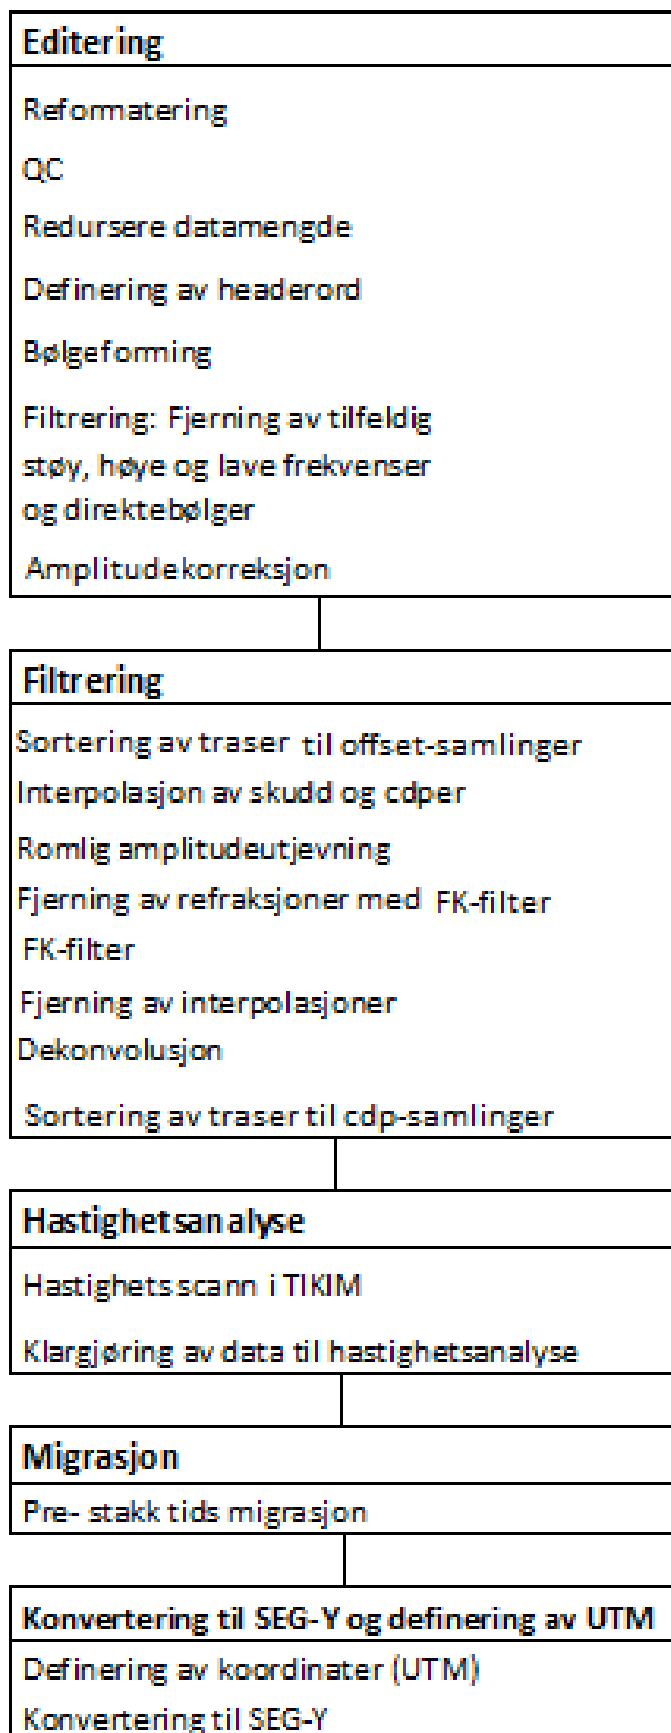 Editering
Reformatering
QC
Redursere datamengde
Definering av headerord
Bølgeforming
Filtrering: Fjerning av tilfeldig
støy, høye og lave frekvenser
og direktebølger
Amplitudekorreksjon
Filtrering
Sortering av traser til offset-samlinger
Interpolasjon av skudd og cdper
Romlig amplitudeutjevning
Fjerning av refraksjoner med FK-filter
FK-filter
Fjerning av interpolasjoner
Dekonvolusjon
Sortering av traser til cdp-samlinger
Hastighetsanalyse
Hastighets scann i TIKIM
Klargjøring av data til hastighetsanalyse
Migrasjon
Pre- stakk tids migrasjon
Konvertering til SEG-Y og definering av UTM
Definering av koordinater (UTM)
Konvertering til SEG-Y